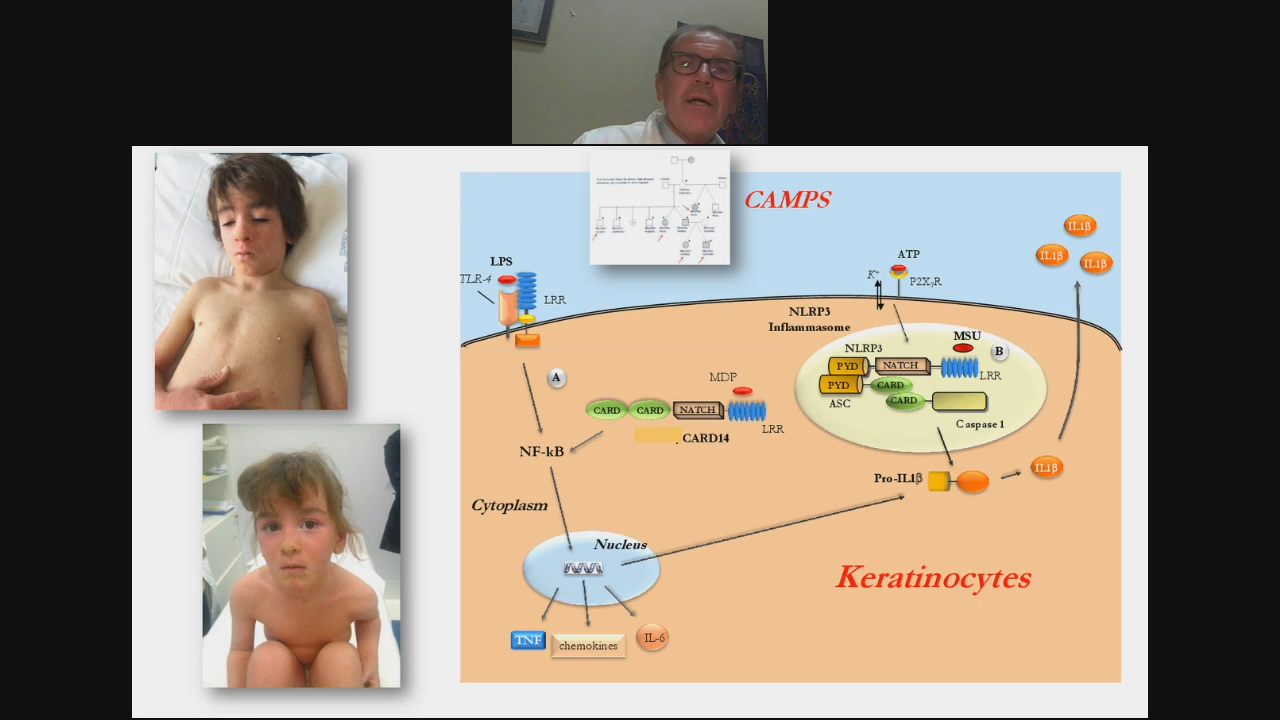 CAMPS
IL1β
IL1β
IL1β
LPS
TLR-4
LRR
ATP
K⁺
P2X₇R
NLRP3
Inflammasome
MSU
B
NLRP3
PYD
NATCH
LRR
PYD
CARD
CARD
ASC
Caspase 1
A
MDP
CARD
CARD
NATCH
LRR
CARD14
NF-kB
Pro-IL1β
IL1β
Cytoplasm
Nucleus
Keratinocytes
TNF
chemokines
IL-6